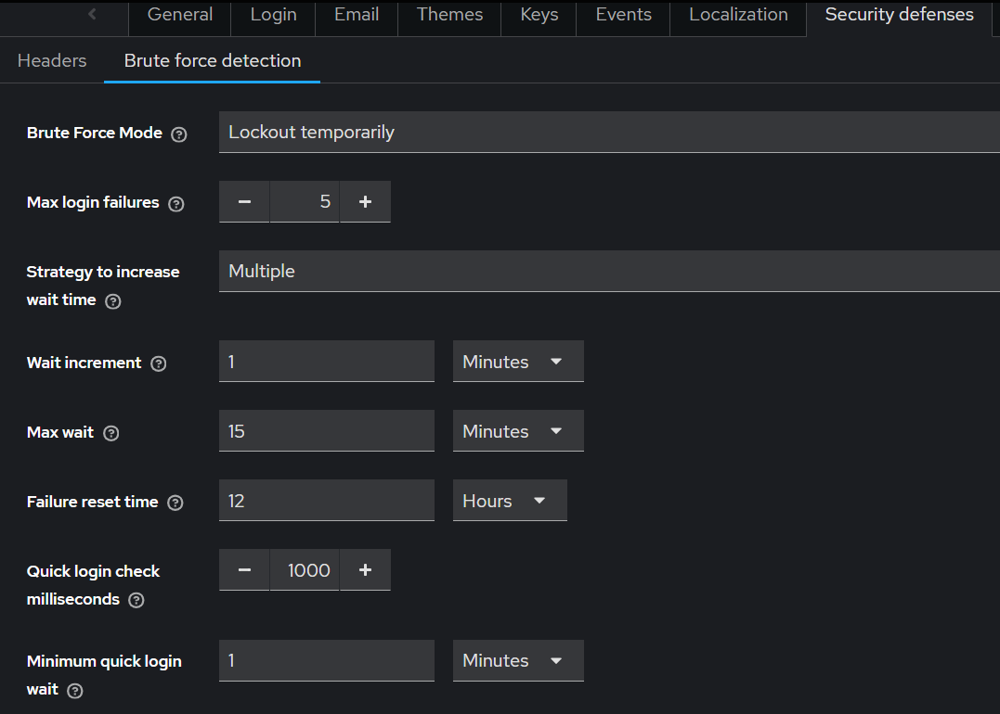 General Login Email Themes Keys Events Localization Security defenses
Headers Brute force detection
Brute Force Mode Lockout temporarily
Max login failures 5
Strategy to increase
wait time
Multiple
Wait increment 1 Minutes
Max wait 15 Minutes
Failure reset time 12 Hours
Quick login check
milliseconds
1000
Minimum quick login
wait
1 Minutes